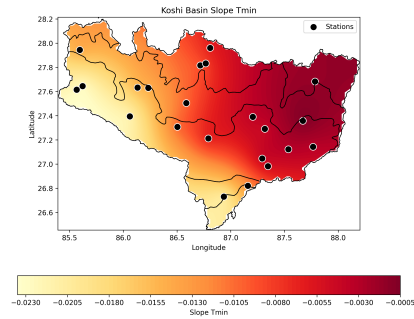 Koshi Basin Slope Tmin
Stations
28.2
28.0
27.8
27.6
27.4
27.2
27.0
26.8
26.6
Latitude
85.5 86.0 86.5 87.0 87.5 88.0
Longitude
−0.0230 −0.0205 −0.0180 −0.0155 −0.0130 −0.0105 −0.0080 −0.0055 −0.0030 −0.0005
Slope Tmin